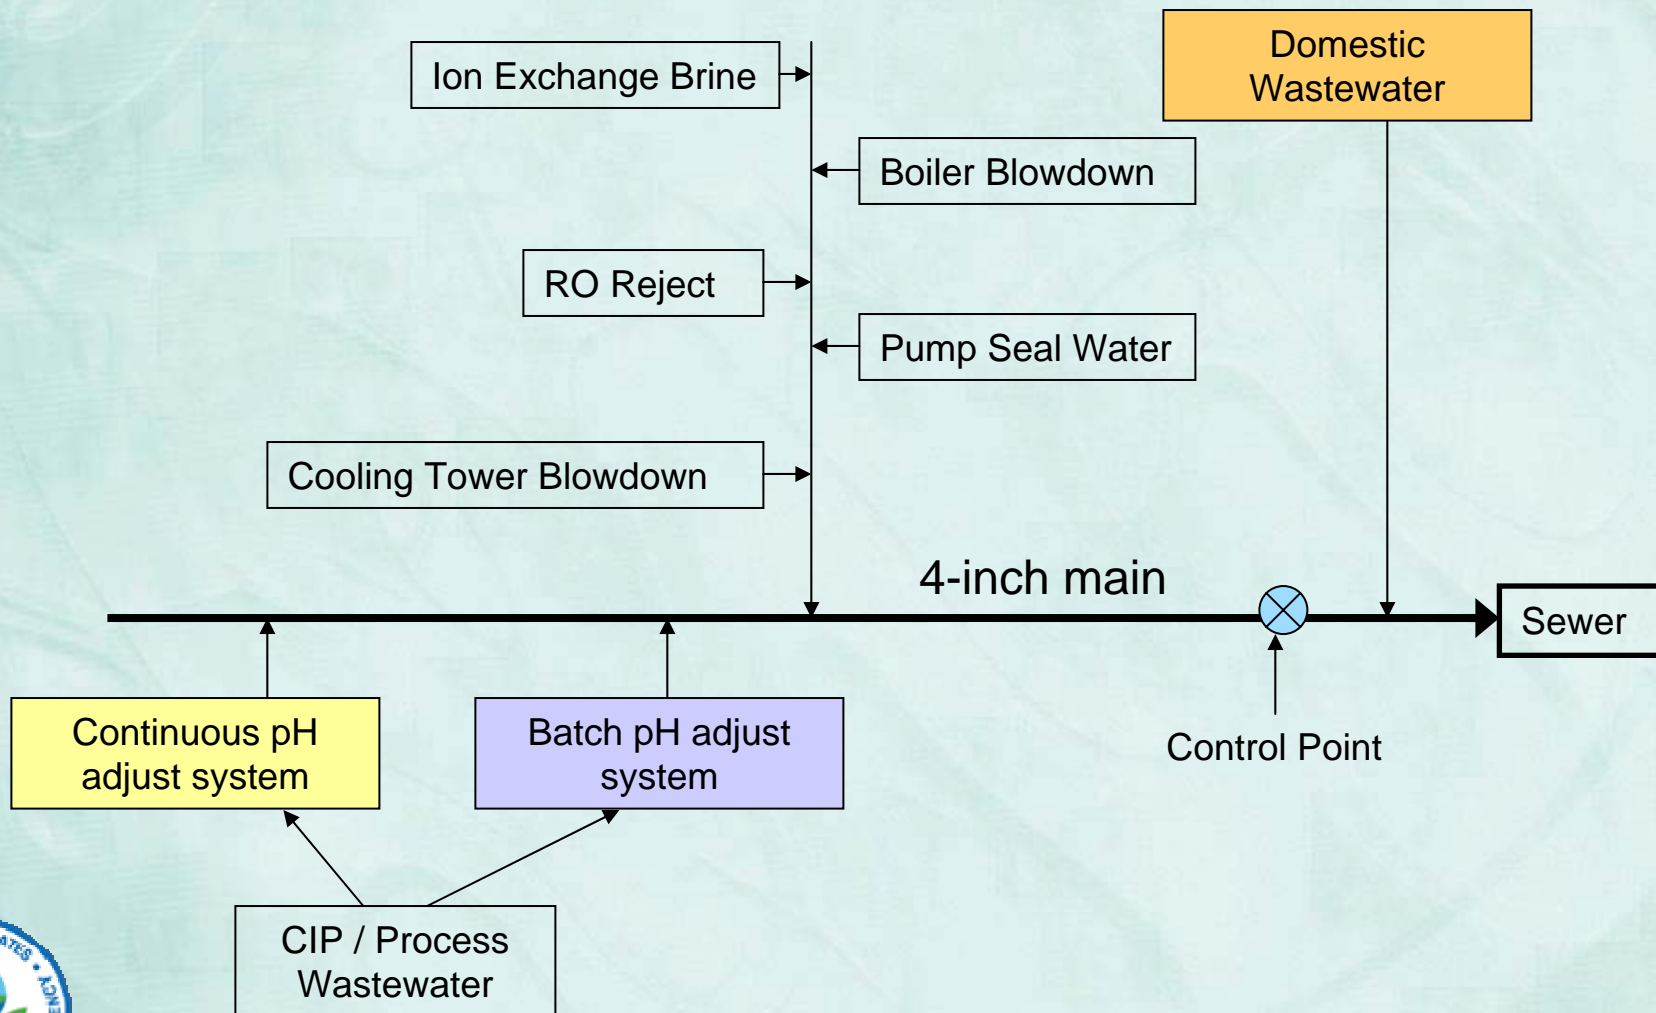 Domestic
Wastewater
Ion Exchange Brine
Boiler Blowdown
RO Reject
Pump Seal Water
Cooling Tower Blowdown
4-inch main
Sewer
Continuous pH
adjust system
Batch pH adjust
system
Control Point
CIP / Process
Wastewater